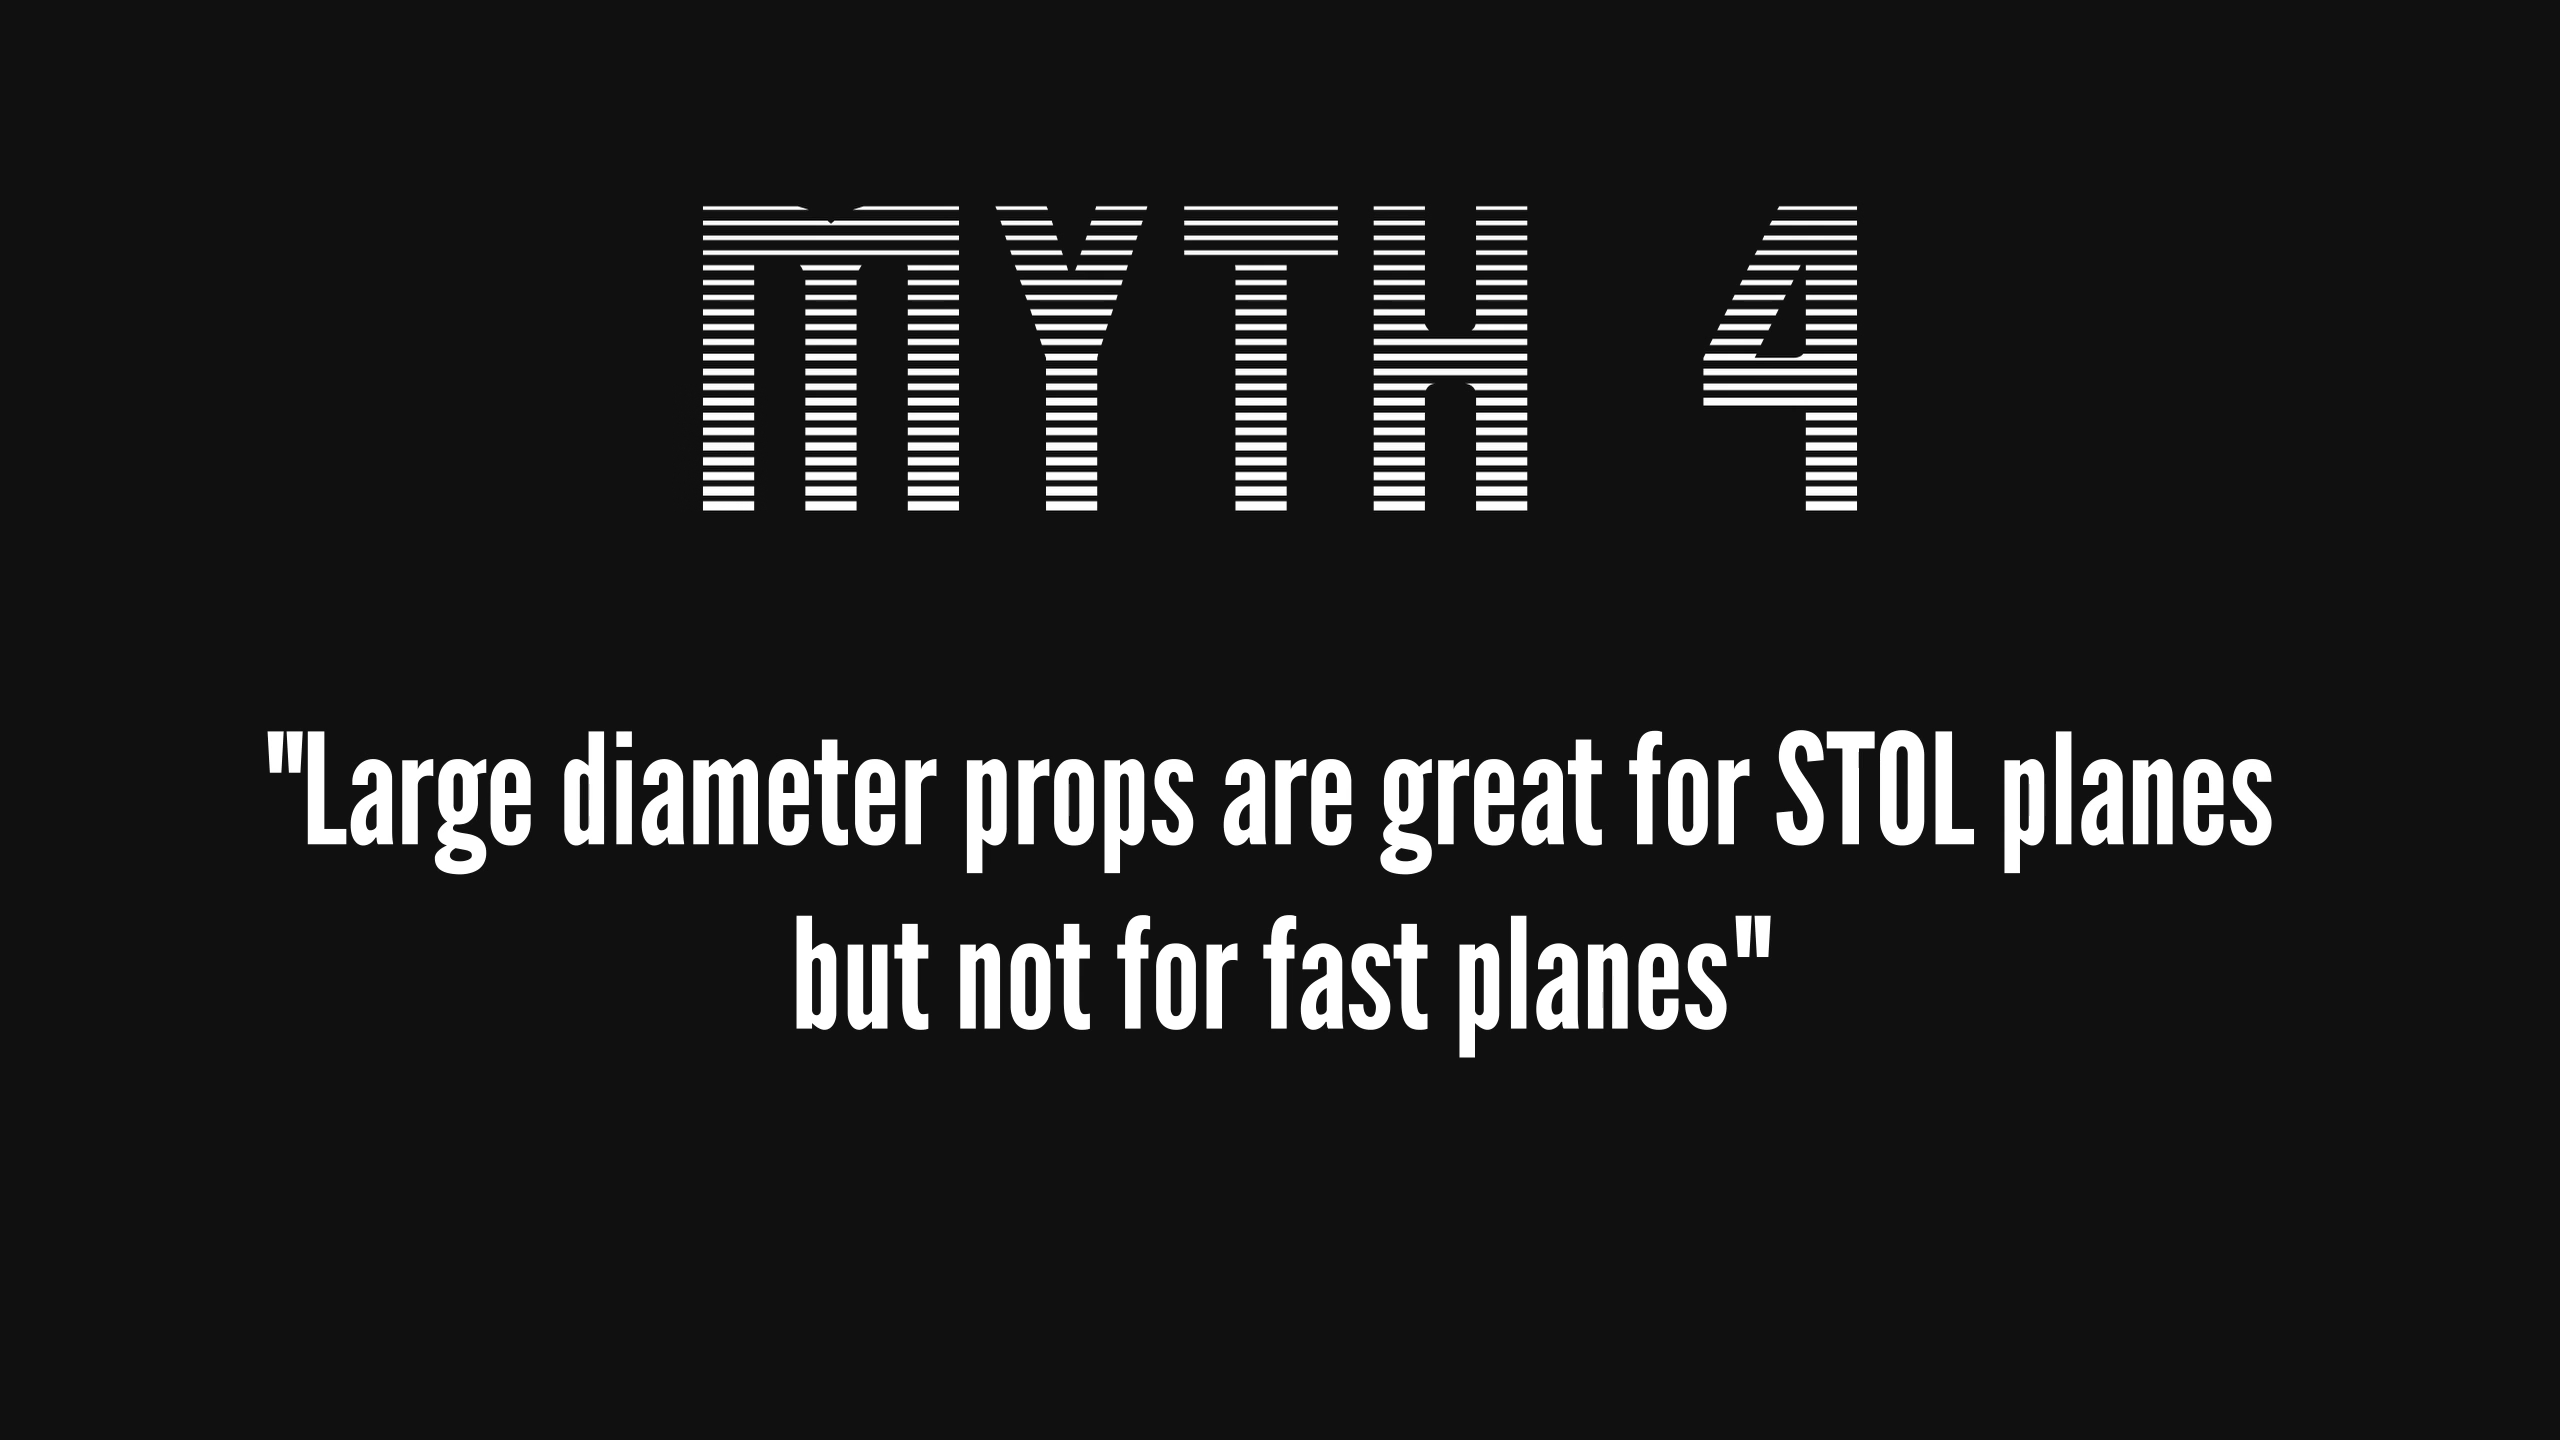 MYTH 4
"Large diameter props are great for STOL planes
but not for fast planes"